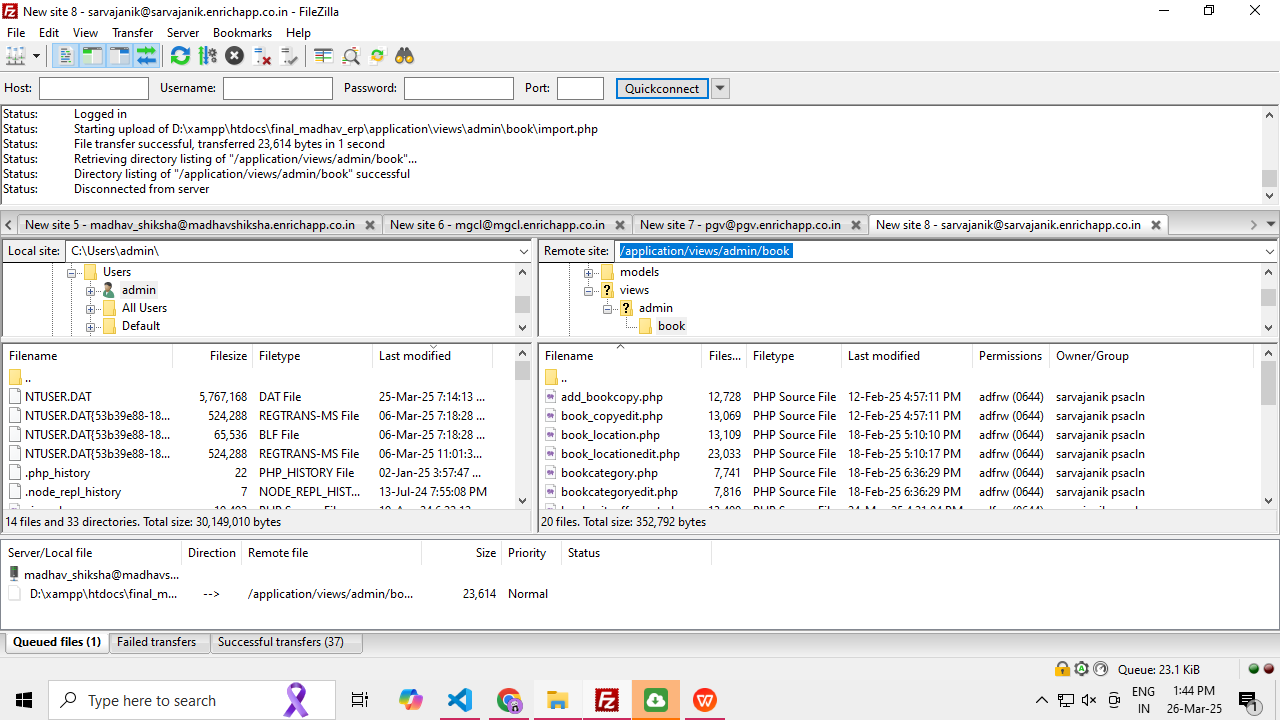 New site 8 - sarvajanik@sarvajanik.enrichapp.co.in - FileZilla
File Edit View Transfer Server Bookmarks Help
Host: Username: Password: Port: Quickconnect
Status: Logged in
Status: Starting upload of D:\xampp\htdocs\final_madhav_erp\application\views\admin\book\import.php
Status: File transfer successful, transferred 23,614 bytes in 1 second
Status: Retrieving directory listing of "/application/views/admin/book"...
Status: Directory listing of "/application/views/admin/book" successful
Status: Disconnected from server
New site 5 - madhav_shiksha@madhavshiksha.enrichapp.co.in New site 6 - mgcl@mgcl.enrichapp.co.in New site 7 - pgv@pgv.enrichapp.co.in New site 8 - sarvajanik@sarvajanik.enrichapp.co.in
Local site: C:\Users\admin\
Users
admin
All Users
Default
Remote site: /application/views/admin/book
models
views
admin
book
Filename Filesize Filetype Last modified
..
NTUSER.DAT 5,767,168 DAT File 25-Mar-25 7:14:13 ...
NTUSER.DAT{53b39e88-18... 524,288 REGTRANS-MS File 06-Mar-25 7:18:28 ...
NTUSER.DAT{53b39e88-18... 65,536 BLF File 06-Mar-25 7:18:28 ...
NTUSER.DAT{53b39e88-18... 524,288 REGTRANS-MS File 06-Mar-25 11:01:3...
.php_history 22 PHP_HISTORY File 02-Jan-25 3:57:47 ...
.node_repl_history 7 NODE_REPL_HIST... 13-Jul-24 7:55:08 PM
14 files and 33 directories. Total size: 30,149,010 bytes
Filename Files... Filetype Last modified Permissions Owner/Group
..
add_bookcopy.php 12,728 PHP Source File 12-Feb-25 4:57:11 PM adfrw (0644) sarvajanik psacln
book_copyedit.php 13,069 PHP Source File 12-Feb-25 4:57:11 PM adfrw (0644) sarvajanik psacln
book_location.php 13,109 PHP Source File 18-Feb-25 5:10:10 PM adfrw (0644) sarvajanik psacln
book_locationedit.php 23,033 PHP Source File 18-Feb-25 5:10:17 PM adfrw (0644) sarvajanik psacln
bookcategory.php 7,741 PHP Source File 18-Feb-25 6:36:29 PM adfrw (0644) sarvajanik psacln
bookcategoryedit.php 7,816 PHP Source File 18-Feb-25 6:36:29 PM adfrw (0644) sarvajanik psacln
20 files. Total size: 352,792 bytes
Server/Local file Direction Remote file Size Priority Status
madhav_shiksha@madhavs...
D:\xampp\htdocs\final_m... --> /application/views/admin/bo... 23,614 Normal
Queued files (1) Failed transfers Successful transfers (37)
Queue: 23.1 KiB
Type here to search
ENG
IN
1:44 PM
26-Mar-25
1